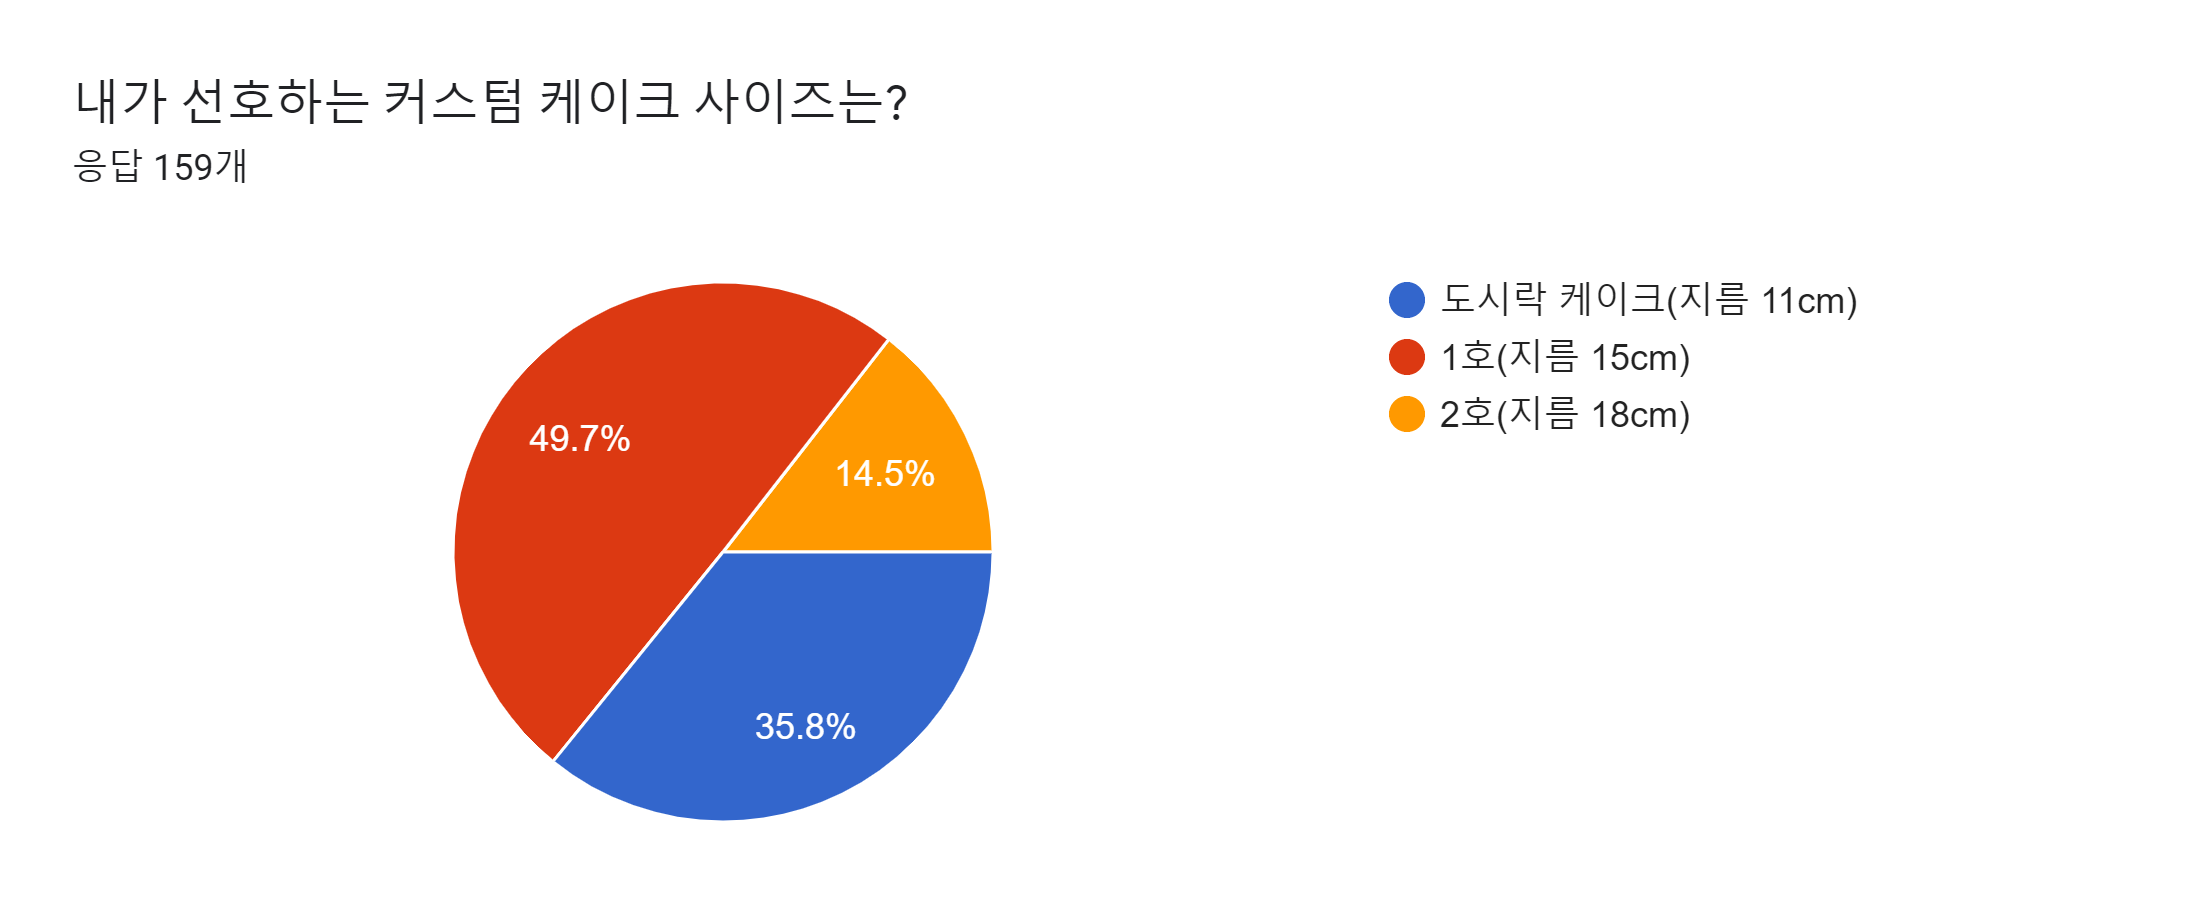 내가 선호하는 커스텀 케이크 사이즈는?
응답 159개
도시락 케이크(지름 11cm)
1호(지름 15cm)
2호(지름 18cm)
49.7%
14.5%
35.8%